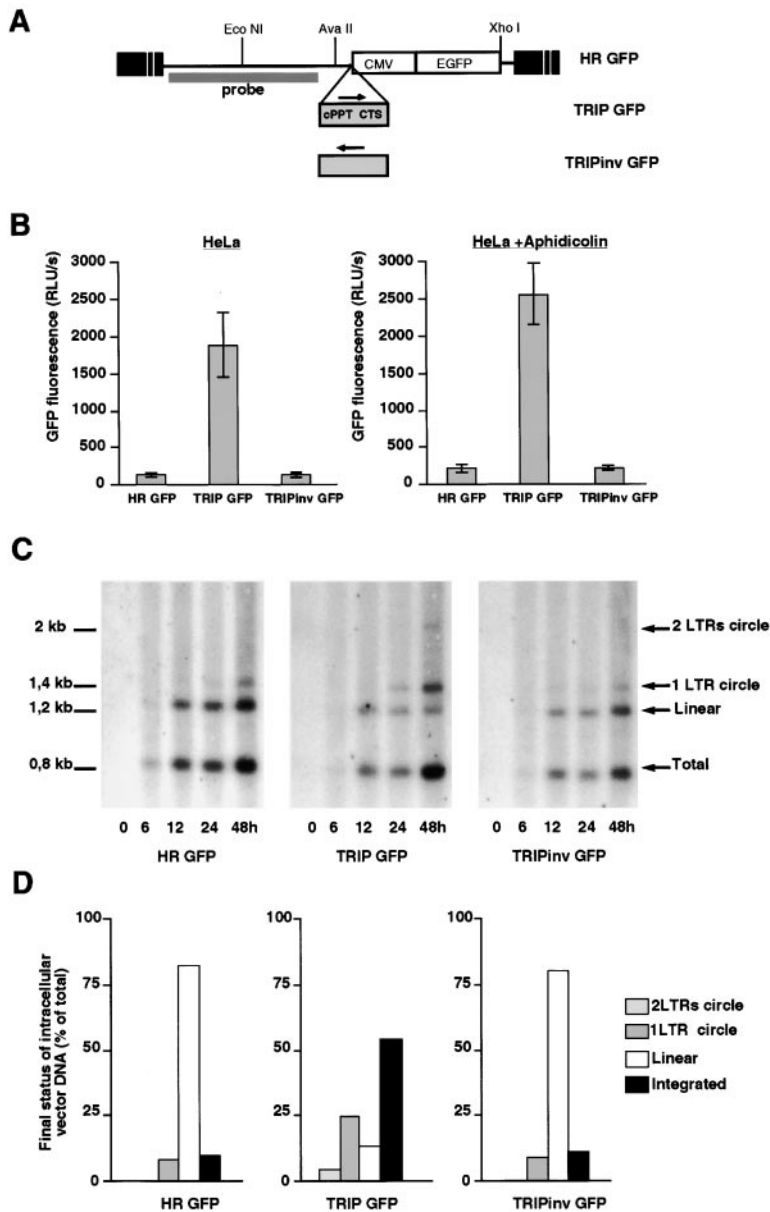 A
Eco NI
Ava II
Xho I
CMV
EGFP
HR GFP
probe
cPPT CTS
TRIP GFP
TRIPinv GFP
B
HeLa
GFP fluorescence (RLU/s)
3000
2500
2000
1500
1000
500
0
HR GFP
TRIP GFP
TRIPinv GFP
HeLa +Aphidicolin
GFP fluorescence (RLU/s)
3000
2500
2000
1500
1000
500
0
HR GFP
TRIP GFP
TRIPinv GFP
C
2 kb
1,4 kb
1,2 kb
0,8 kb
2 LTRs circle
1 LTR circle
Linear
Total
0 6 12 24 48h
HR GFP
0 6 12 24 48h
TRIP GFP
0 6 12 24 48h
TRIPinv GFP
D
Final status of intracellular
vector DNA (% of total)
100
75
50
25
0
HR GFP
100
75
50
25
0
TRIP GFP
100
75
50
25
0
TRIPinv GFP
2LTRs circle
1LTR circle
Linear
Integrated